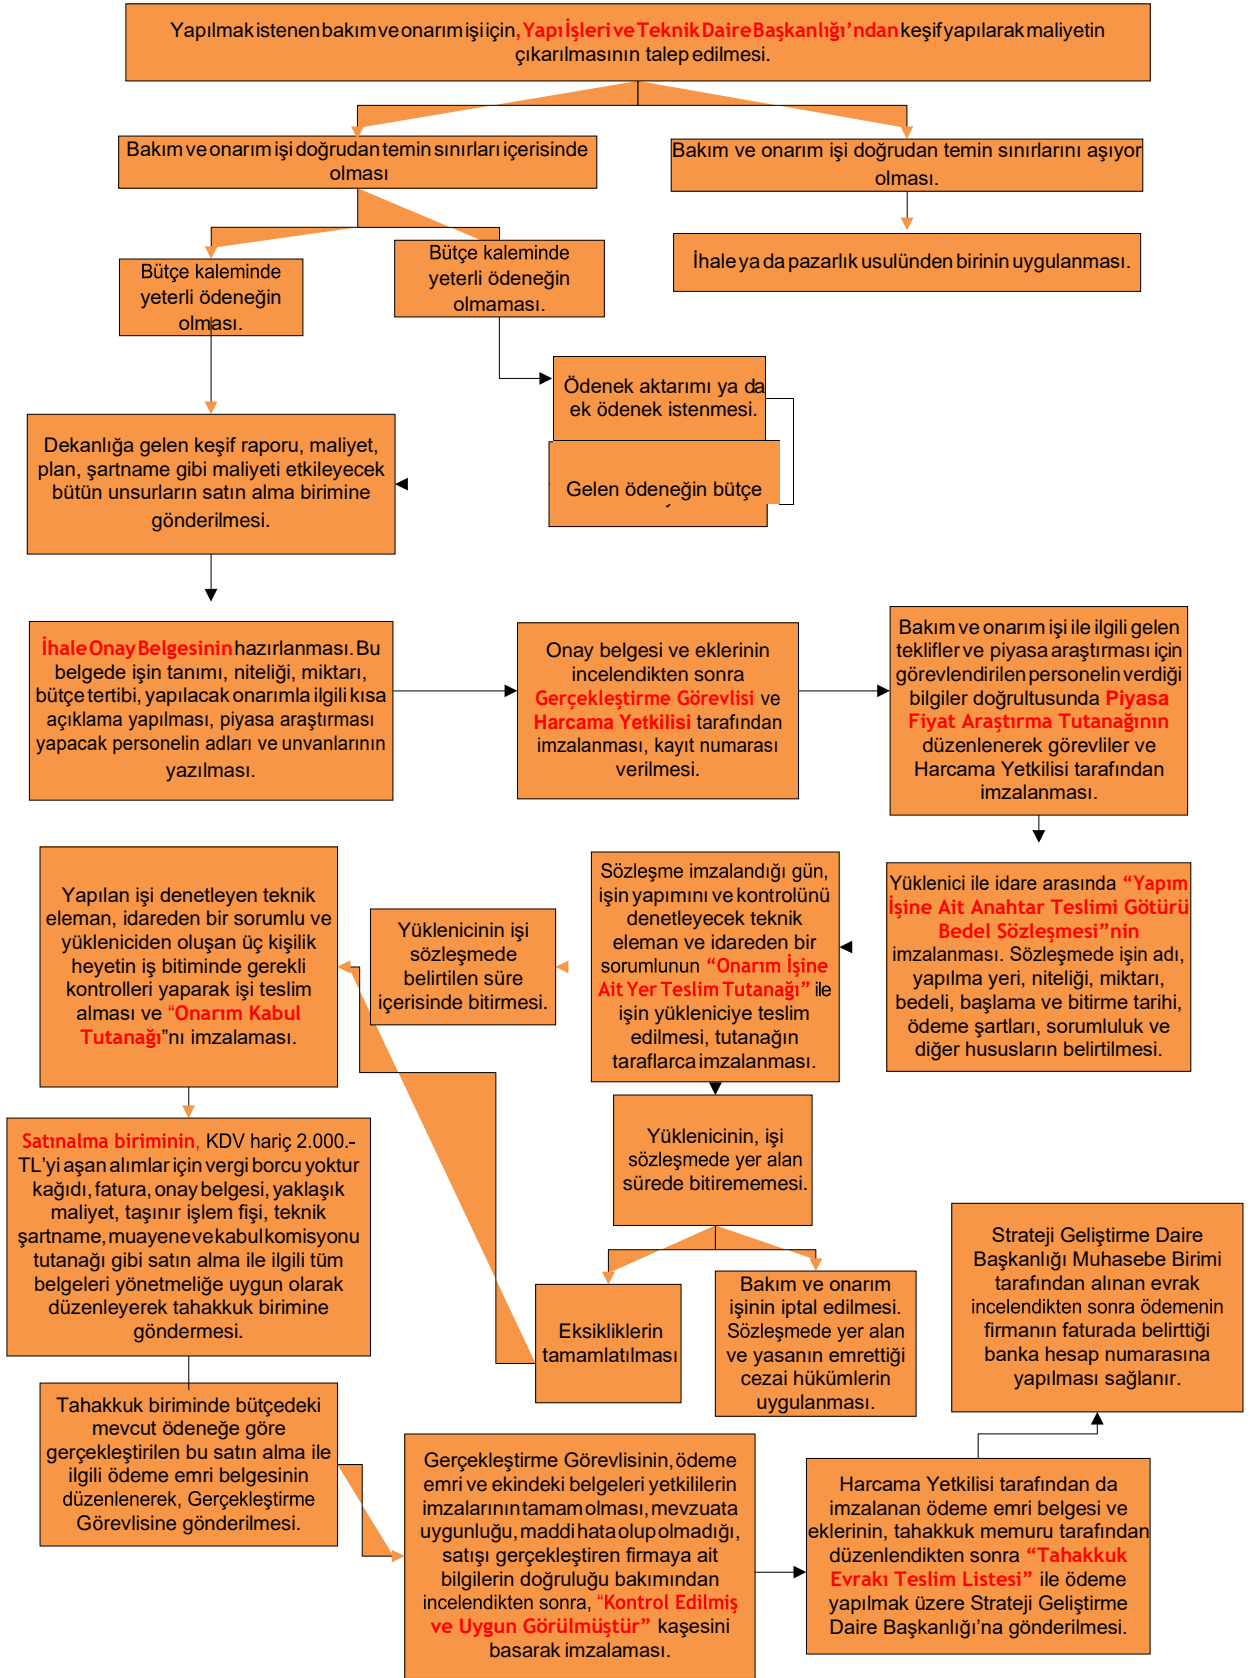 Yapılmak istenen bakım ve onarım işi için, Yapı İşleri ve Teknik Daire Başkanlığı'ndan keşif yapılarak maliyetin
çıkarılmasının talep edilmesi.
Bakım ve onarım işi doğrudan temin sınırları içerisinde
olması
Bakım ve onarım işi doğrudan temin sınırlarını aşıyor
olması.
Bütçe kaleminde
yeterli ödeneğin
olması.
Bütçe kaleminde
yeterli ödeneğin
olmaması.
İhale ya da pazarlık usulünden birinin uygulanması.
Ödenek aktarımı ya da
ek ödenek istenmesi.
Gelen ödeneğin bütçe
Dekanlığa gelen keşif raporu, maliyet,
plan, şartname gibi maliyeti etkileyecek
bütün unsurların satın alma birimine
gönderilmesi.
İhale Onay Belgesinin hazırlanması. Bu
belgede işin tanımı, niteliği, miktarı,
bütçe tertibi, yapılacak onarımla ilgili kısa
açıklama yapılması, piyasa araştırması
yapacak personelin adları ve unvanlarının
yazılması.
Onay belgesi ve eklerinin
incelendikten sonra
Gerçekleştirme Görevlisi ve
Harcama Yetkilisi tarafından
imzalanması, kayıt numarası
verilmesi.
Bakım ve onarım işi ile ilgili gelen
teklifler ve piyasa araştırması için
görevlendirilen personelin verdiği
bilgiler doğrultusunda Piyasa
Fiyat Araştırma Tutanağının
düzenlenerek görevliler ve
Harcama Yetkilisi tarafından
imzalanması.
Yüklenici ile idare arasında “Yapım
İşine Ait Anahtar Teslimi Götürü
Bedel Sözleşmesi”nin
imzalanması. Sözleşmede işin adı,
yapılma yeri, niteliği, miktarı,
bedeli, başlama ve bitirme tarihi,
ödeme şartları, sorumluluk ve
diğer hususların belirtilmesi.
Sözleşme imzalandığı gün,
işin yapımını ve kontrolünü
denetleyecek teknik
eleman ve idareden bir
sorumlunun “Onarım İşine
Ait Yer Teslim Tutanağı” ile
işin yükleniciye teslim
edilmesi, tutanağın
taraflarca imzalanması.
Yüklenicinin işi
sözleşmede
belirtilen süre
içerisinde bitirmesi.
Yapılan işi denetleyen teknik
eleman, idareden bir sorumlu ve
yükleniciden oluşan üç kişilik
heyetin iş bitiminde gerekli
kontrolleri yaparak işi teslim
alması ve “Onarım Kabul
Tutanağı”nı imzalaması.
Yüklenicinin, işi
sözleşmede yer alan
sürede bitirememesi.
Eksikliklerin
tamamlatılması
Bakım ve onarım
işinin iptal edilmesi.
Sözleşmede yer alan
ve yasanın emrettiği
cezai hükümlerin
uygulanması.
Satınalma biriminin, KDV hariç 2.000.-
TL'yi aşan alımlar için vergi borcu yoktur
kağıdı, fatura, onay belgesi, yaklaşık
maliyet, taşınır işlem fişi, teknik
şartname, muayene ve kabul komisyonu
tutanağı gibi satın alma ile ilgili tüm
belgeleri yönetmeliğe uygun olarak
düzenleyerek tahakkuk birimine
göndermesi.
Tahakkuk biriminde bütçedeki
mevcut ödeneğe göre
gerçekleştirilen bu satın alma ile
ilgili ödeme emri belgesinin
düzenlenerek, Gerçekleştirme
Görevlisine gönderilmesi.
Gerçekleştirme Görevlisinin, ödeme
emri ve ekindeki belgeleri yetkililerin
imzalarının tamam olması, mevzuata
uygunluğu, maddi hata olup olmadığı,
satışı gerçekleştiren firmaya ait
bilgilerin doğruluğu bakımından
incelendikten sonra, “Kontrol Edilmiş
ve Uygun Görülmüştür” kaşesini
basarak imzalaması.
Harcama Yetkilisi tarafından da
imzalanan ödeme emri belgesi ve
eklerinin, tahakkuk memuru tarafından
düzenlendikten sonra “Tahakkuk
Evrakı Teslim Listesi” ile ödeme
yapılmak üzere Strateji Geliştirme
Daire Başkanlığı'na gönderilmesi.
Strateji Geliştirme Daire
Başkanlığı Muhasebe Birimi
tarafından alınan evrak
incelendikten sonra ödemenin
firmanın faturada belirttiği
banka hesap numarasına
yapılması sağlanır.